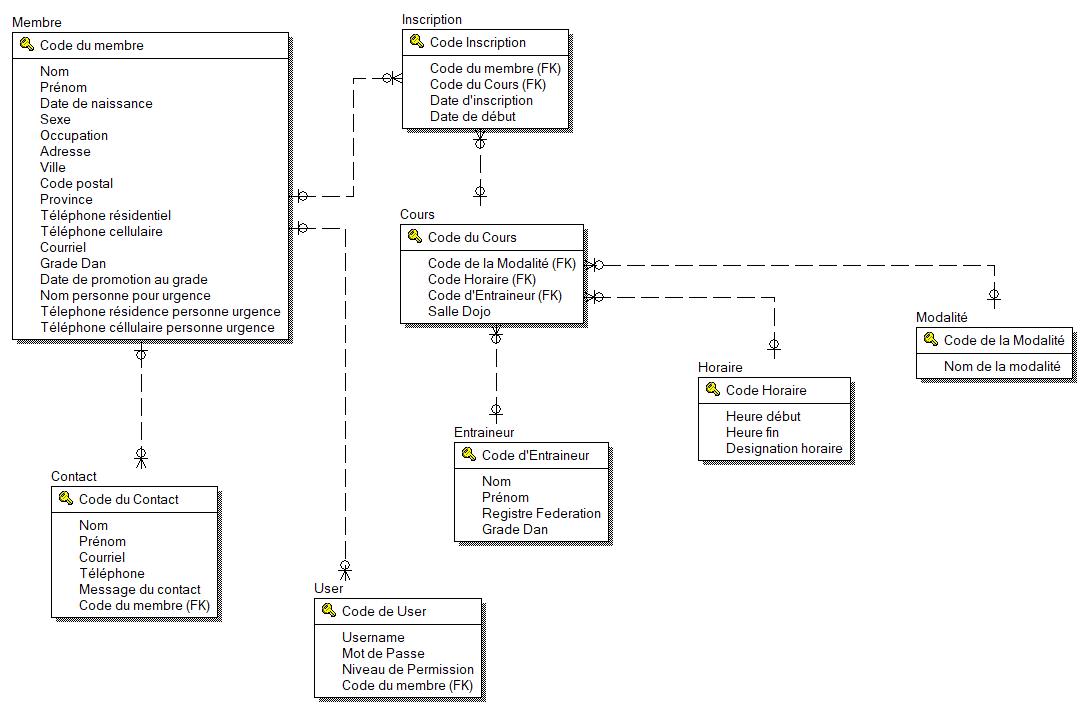 Membre
Code du membre
Nom
Prénom
Date de naissance
Sexe
Occupation
Adresse
Ville
Code postal
Province
Téléphone résidentiel
Téléphone cellulaire
Courriel
Grade Dan
Date de promotion au grade
Nom personne pour urgence
Télephone résidence personne urgence
Téléphone céllulaire personne urgence
Inscription
Code Inscription
Code du membre (FK)
Code du Cours (FK)
Date d'inscription
Date de début
Cours
Code du Cours
Code de la Modalité (FK)
Code Horaire (FK)
Code d'Entraineur (FK)
Salle Dojo
Modalité
Code de la Modalité
Nom de la modalité
Horaire
Code Horaire
Heure début
Heure fin
Designation horaire
Entraineur
Code d'Entraineur
Nom
Prénom
Registre Federation
Grade Dan
Contact
Code du Contact
Nom
Prénom
Courriel
Téléphone
Message du contact
Code du membre (FK)
User
Code de User
Username
Mot de Passe
Niveau de Permission
Code du membre (FK)